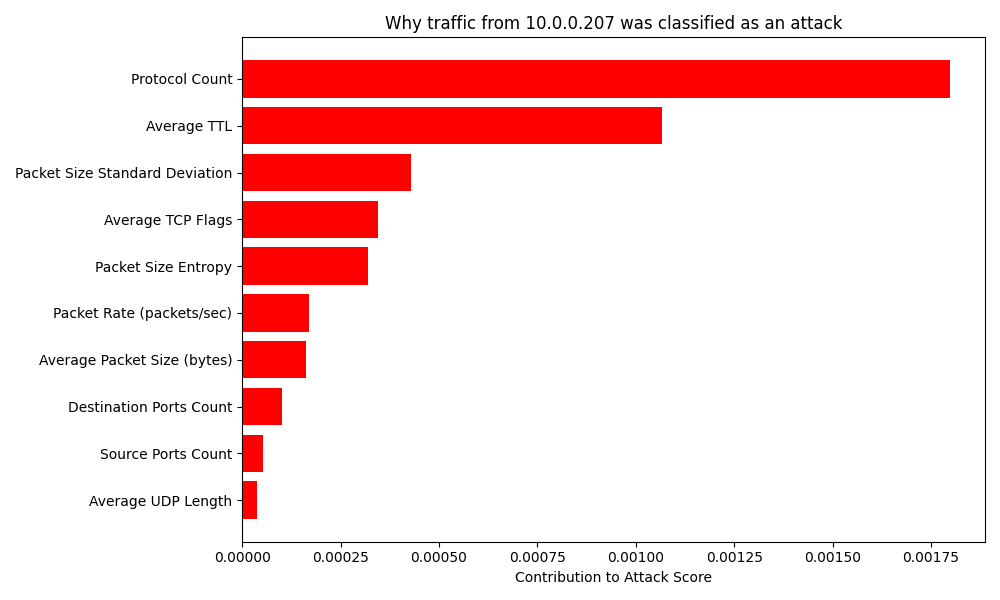 Why traffic from 10.0.0.207 was classified as an attack
Protocol Count
Average TTL
Packet Size Standard Deviation
Average TCP Flags
Packet Size Entropy
Packet Rate (packets/sec)
Average Packet Size (bytes)
Destination Ports Count
Source Ports Count
Average UDP Length
0.00000 0.00025 0.00050 0.00075 0.00100 0.00125 0.00150 0.00175
Contribution to Attack Score